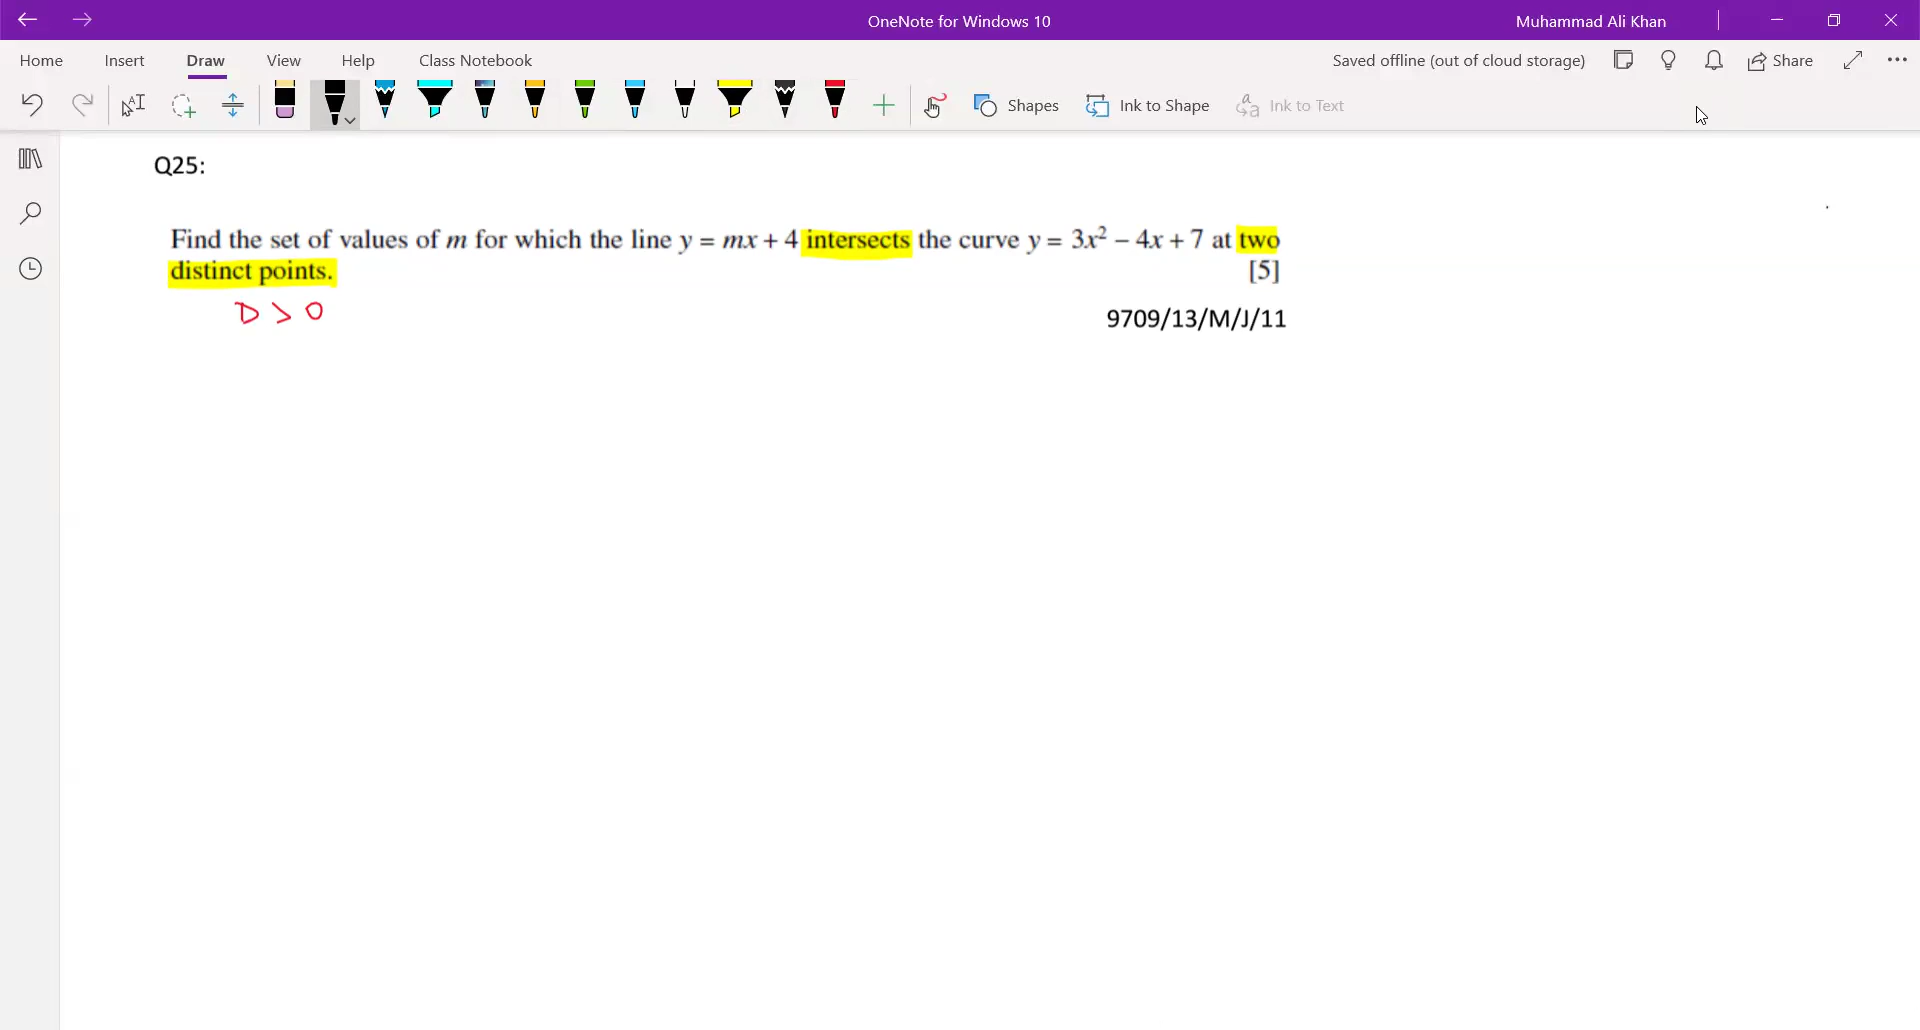 OneNote for Windows 10
Muhammad Ali Khan
Home Insert Draw View Help Class Notebook
Saved offline (out of cloud storage) Share
Shapes Ink to Shape Ink to Text
Q25:
Find the set of values of m for which the line y = mx + 4 intersects the curve y = 3x² − 4x + 7 at two
distinct points. [5]
D > 0
9709/13/M/J/11